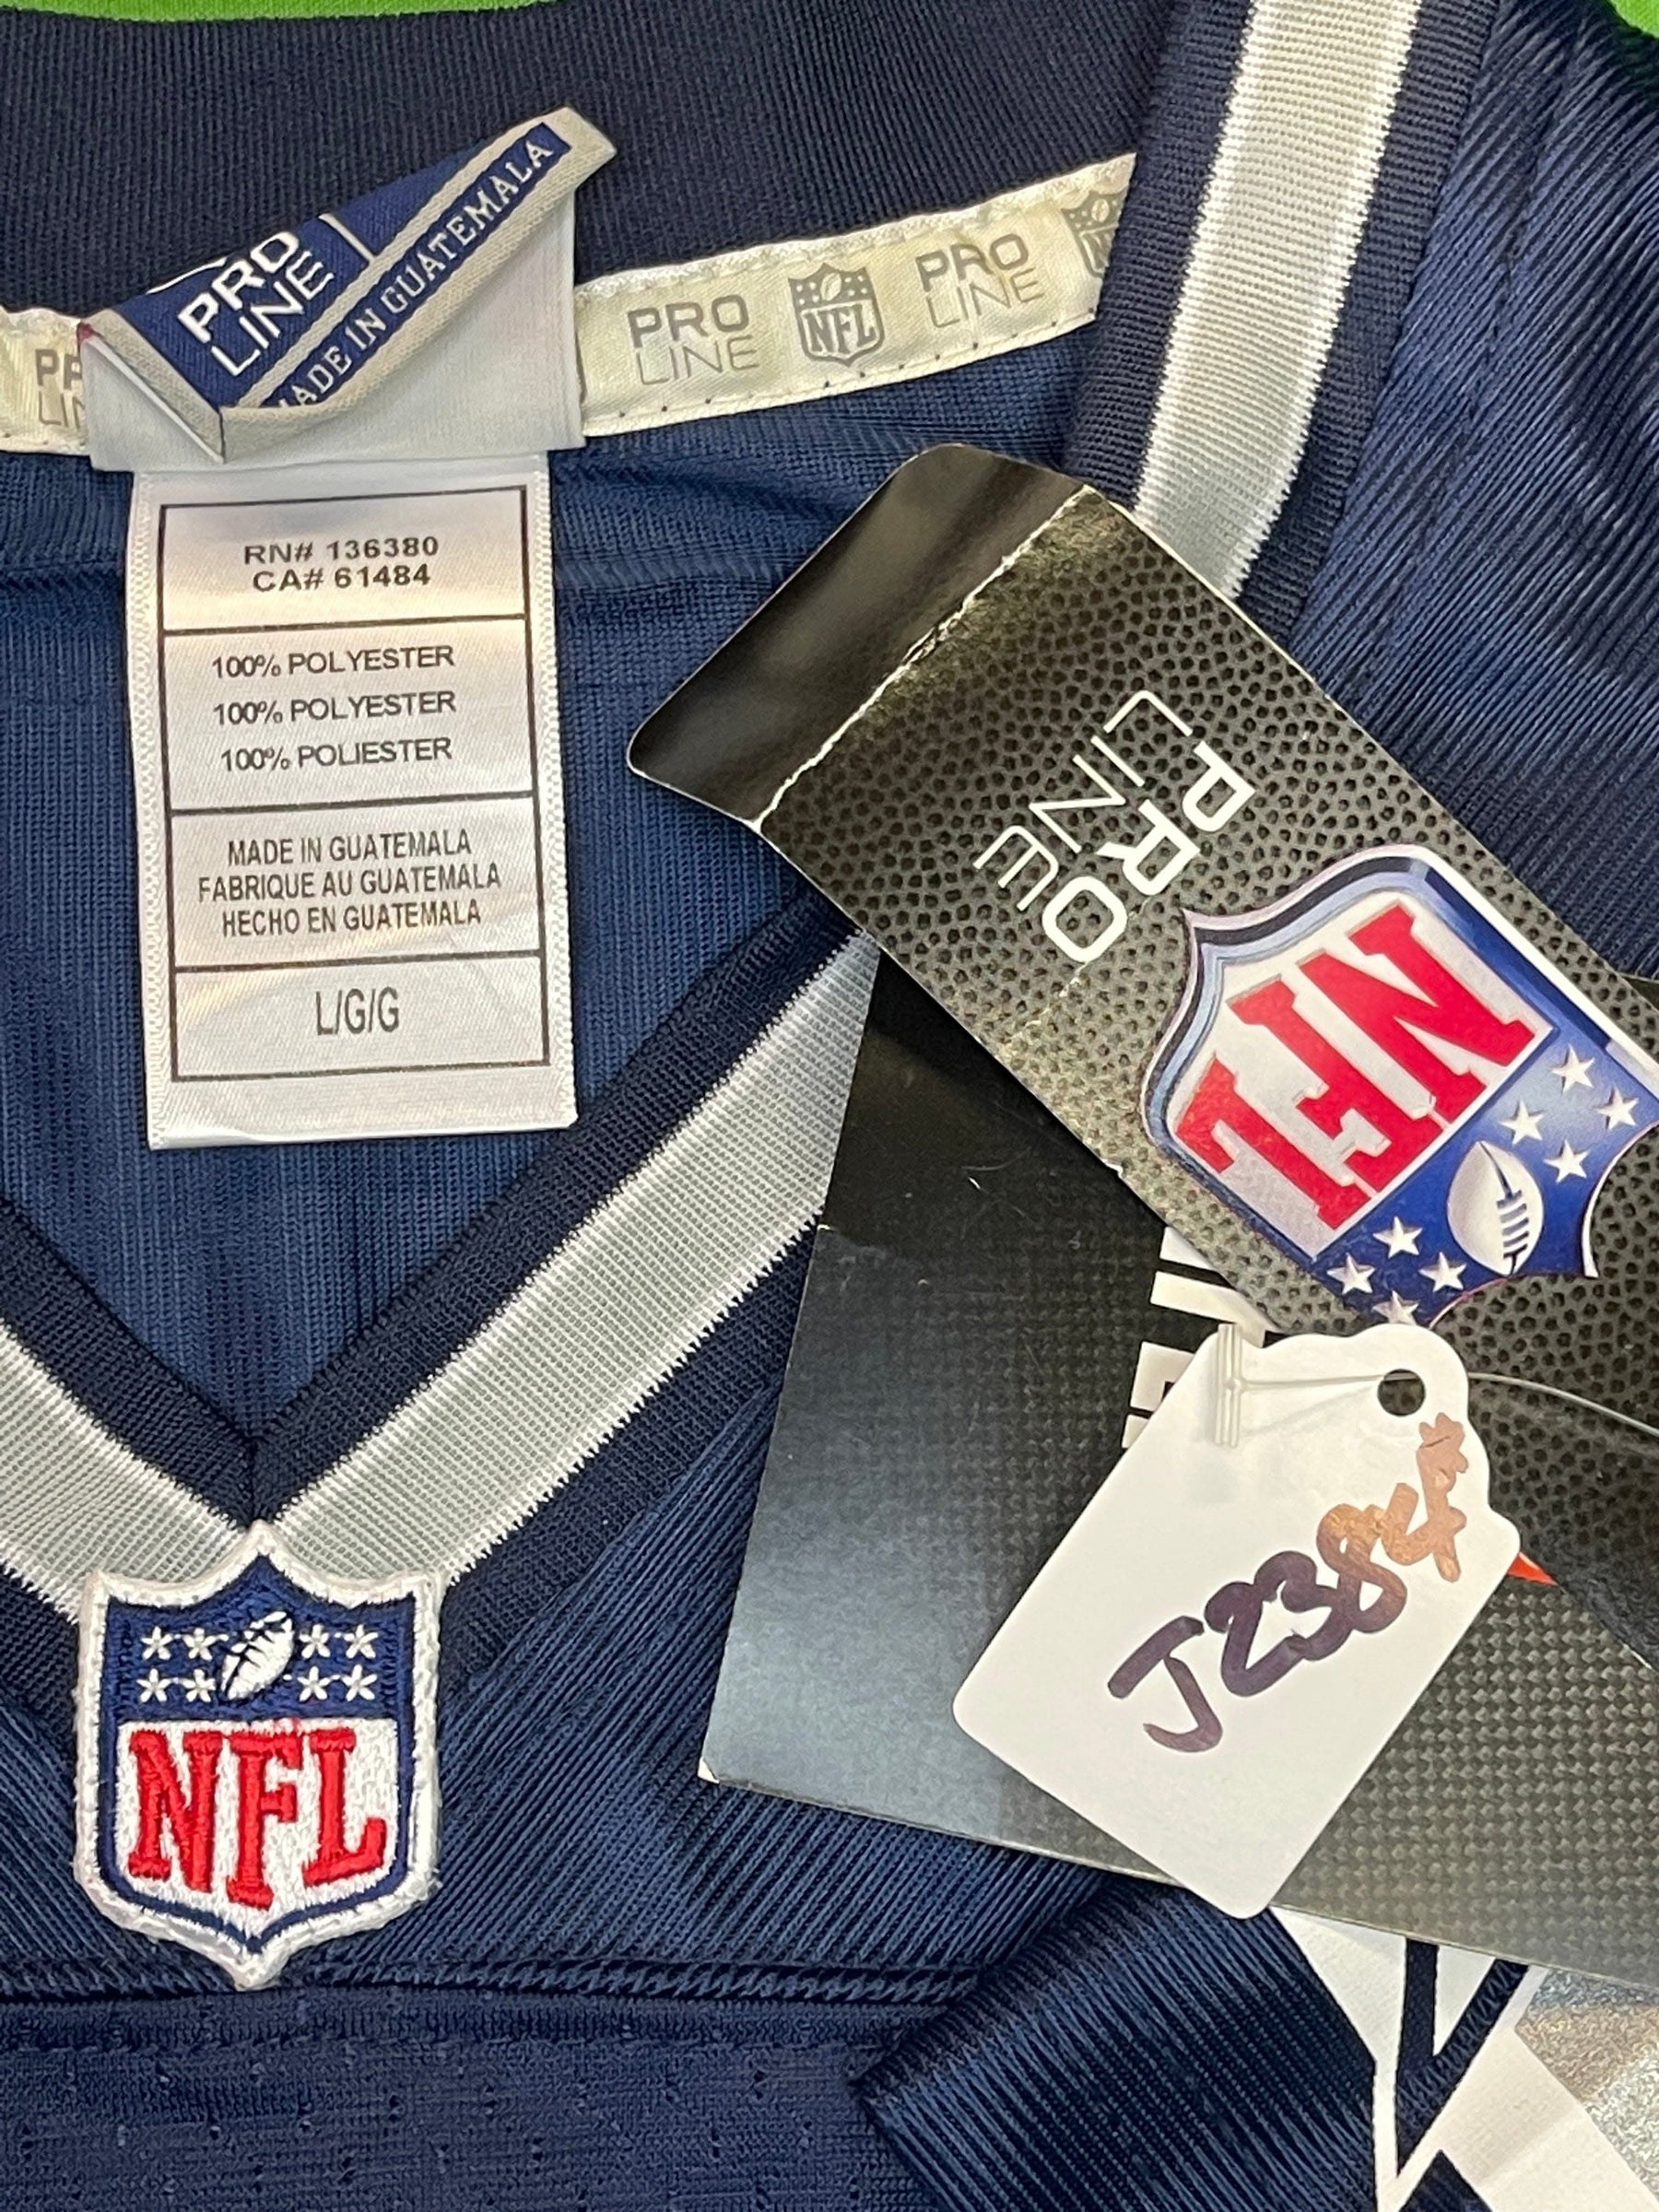 PRO
LINE
MADE IN GUATEMALA
PRO
LINE
NFL
PRO
LINE
RN# 136380
CA# 61484
100% POLYESTER
100% POLYESTER
100% POLIESTER
MADE IN GUATEMALA
FABRIQUE AU GUATEMALA
HECHO EN GUATEMALA
L/G/G
PRO
LINE
NFL
NFL